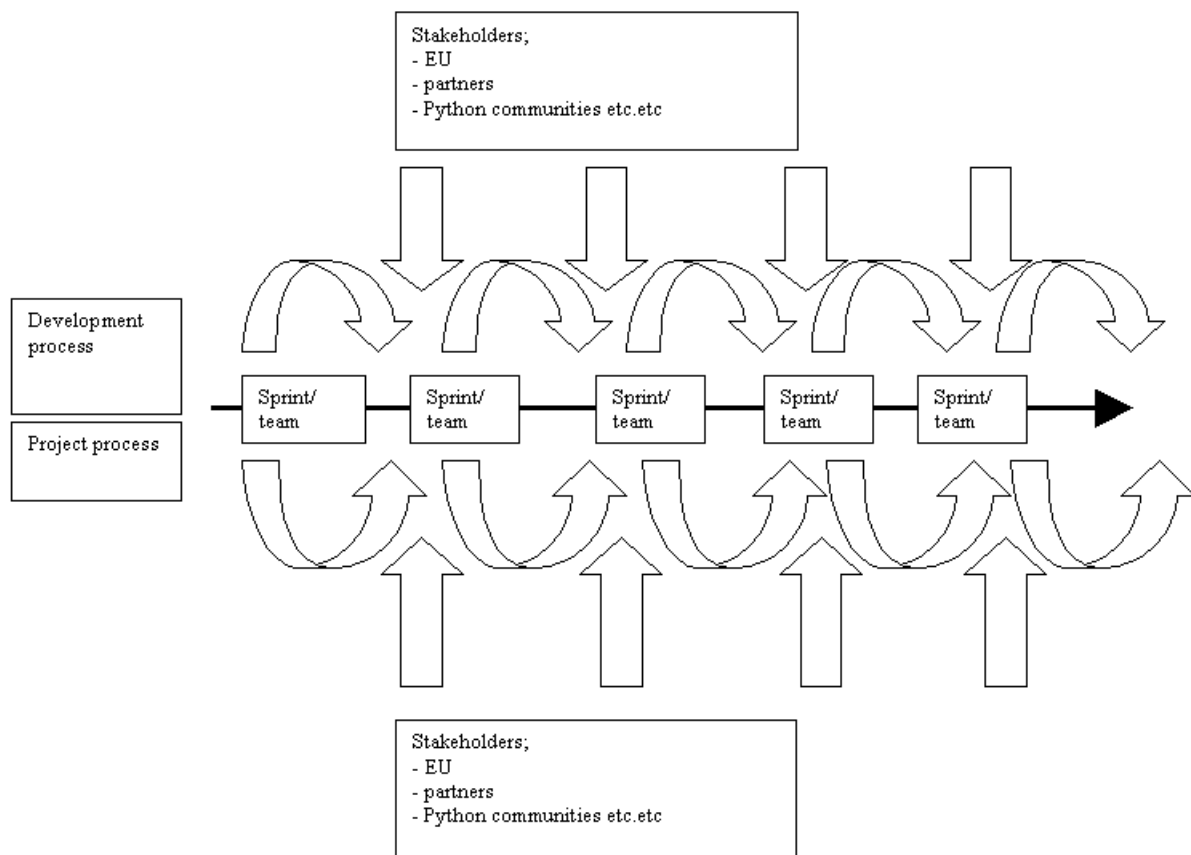 Stakeholders;
- EU
- partners
- Python communities etc.etc
Development
process
Project process
Sprint/
team
Sprint/
team
Sprint/
team
Sprint/
team
Sprint/
team
Stakeholders;
- EU
- partners
- Python communities etc.etc